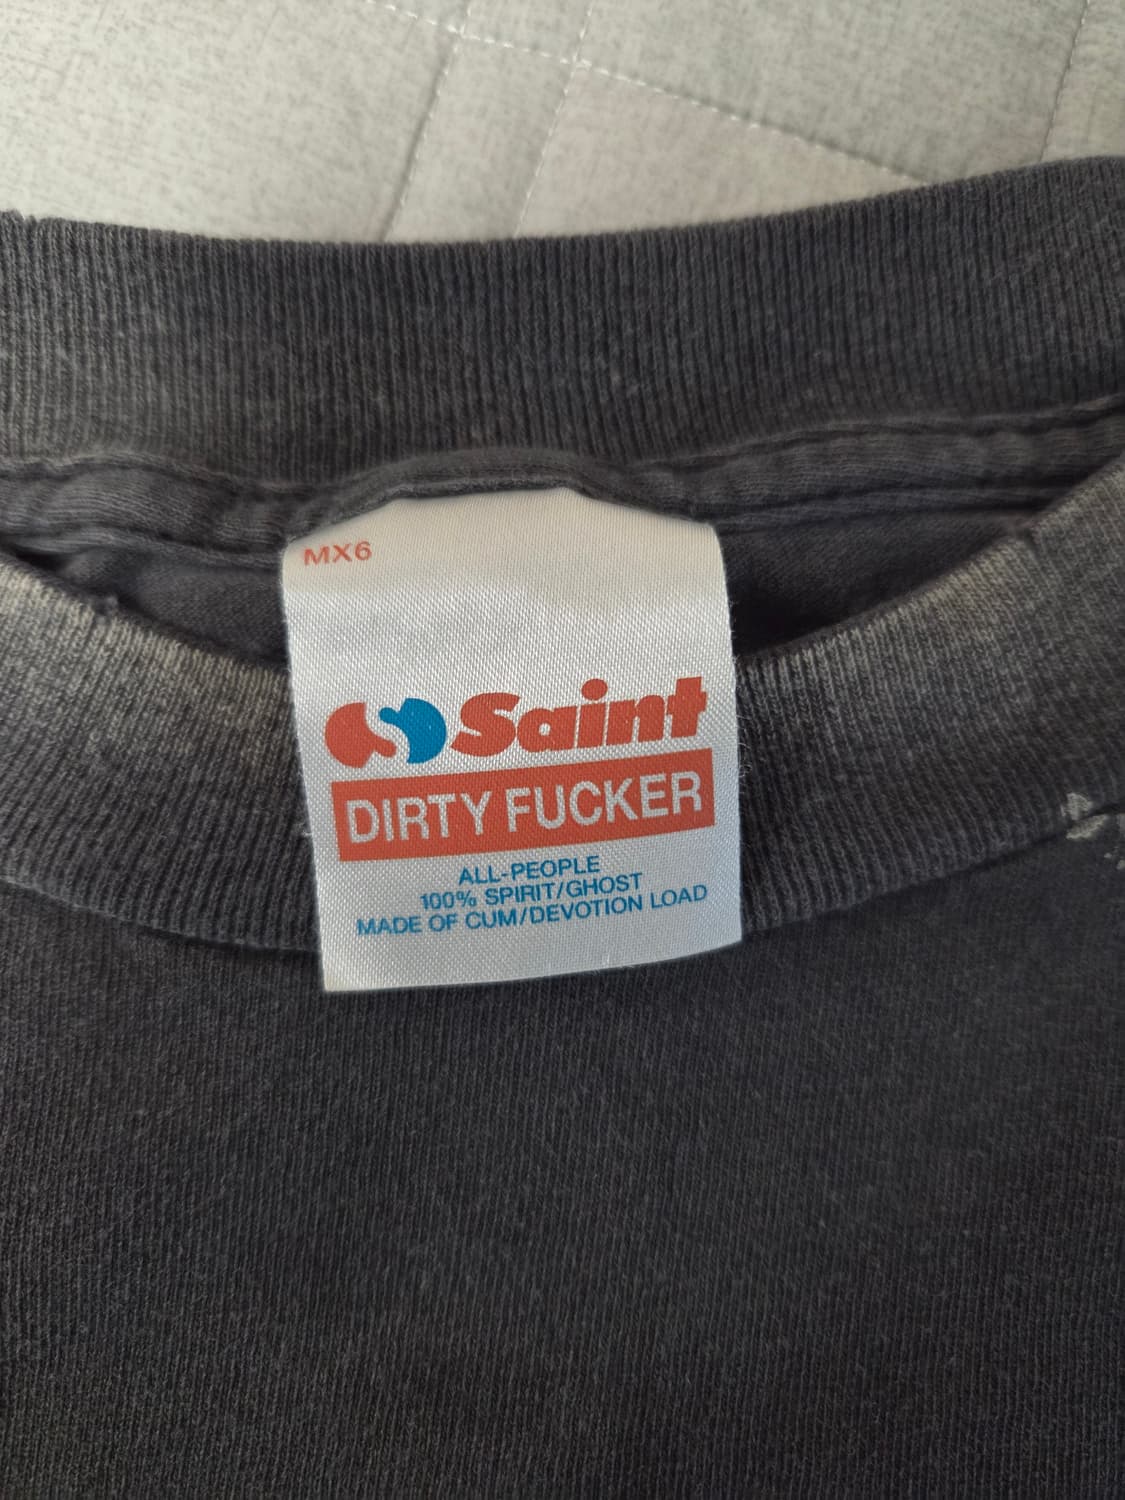 MX6
Saint
DIRTY FUCKER
ALL-PEOPLE
100% SPIRIT/GHOST
MADE OF CUM/DEVOTION LOAD